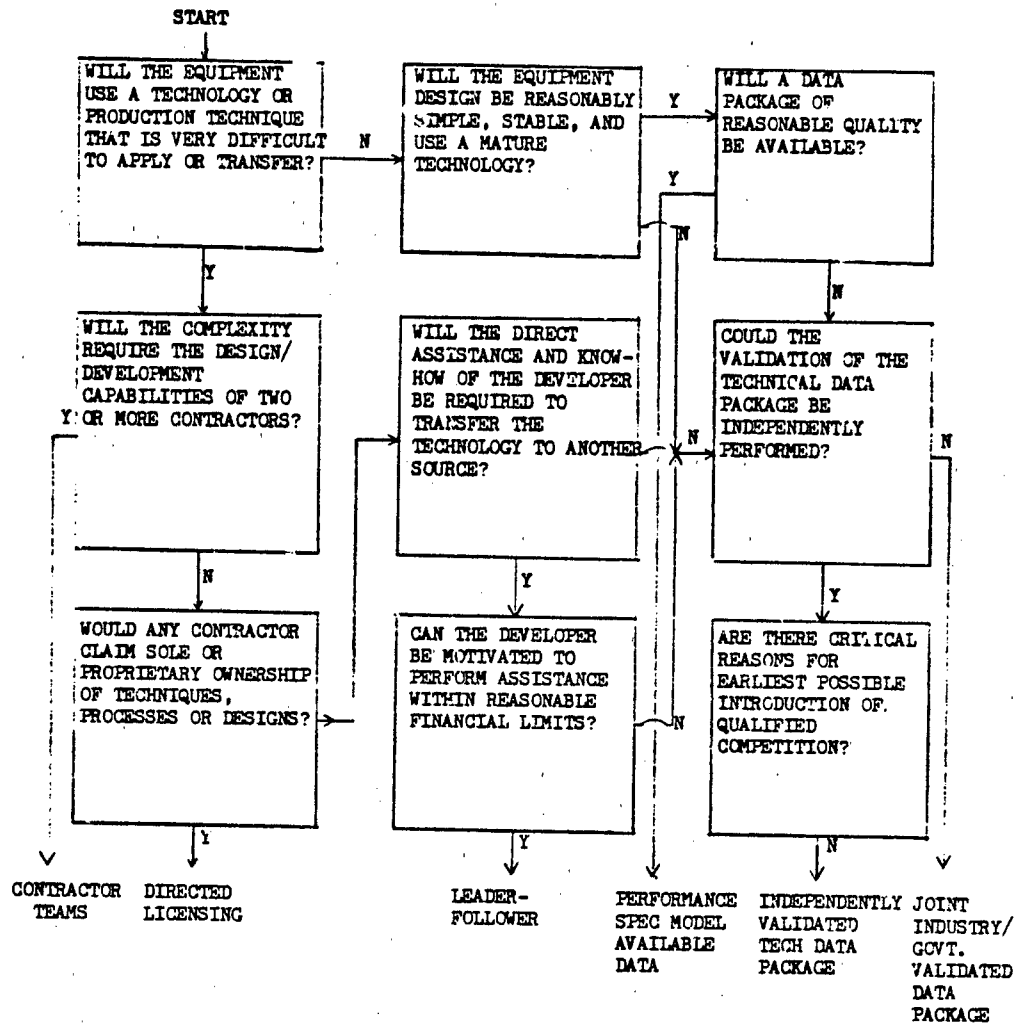 START
WILL THE EQUIPMENT
USE A TECHNOLOGY OR
PRODUCTION TECHNIQUE
THAT IS VERY DIFFICULT
TO APPLY OR TRANSFER?
N
WILL THE EQUIPMENT
DESIGN BE REASONABLY
SIMPLE, STABLE, AND
USE A MATURE
TECHNOLOGY?
Y
WILL A DATA
PACKAGE OF
REASONABLE QUALITY
BE AVAILABLE?
Y
N
Y
N
WILL THE COMPLEXITY
REQUIRE THE DESIGN/
DEVELOPMENT
CAPABILITIES OF TWO
OR MORE CONTRACTORS?
Y
WILL THE DIRECT
ASSISTANCE AND KNOW-
HOW OF THE DEVELOPER
BE REQUIRED TO
TRANSFER THE
TECHNOLOGY TO ANOTHER
SOURCE?
N
COULD THE
VALIDATION OF THE
TECHNICAL DATA
PACKAGE BE
INDEPENDENTLY
PERFORMED?
N
N
Y
Y
WOULD ANY CONTRACTOR
CLAIM SOLE OR
PROPRIETARY OWNERSHIP
OF TECHNIQUES,
PROCESSES OR DESIGNS?
CAN THE DEVELOPER
BE MOTIVATED TO
PERFORM ASSISTANCE
WITHIN REASONABLE
FINANCIAL LIMITS?
N
ARE THERE CRITICAL
REASONS FOR
EARLIEST POSSIBLE
INTRODUCTION OF
QUALIFIED
COMPETITION?
Y
Y
N
CONTRACTOR
TEAMS
DIRECTED
LICENSING
LEADER-
FOLLOWER
PERFORMANCE
SPEC MODEL
AVAILABLE
DATA
INDEPENDENTLY
VALIDATED
TECH DATA
PACKAGE
JOINT
INDUSTRY/
GOVT.
VALIDATED
DATA
PACKAGE